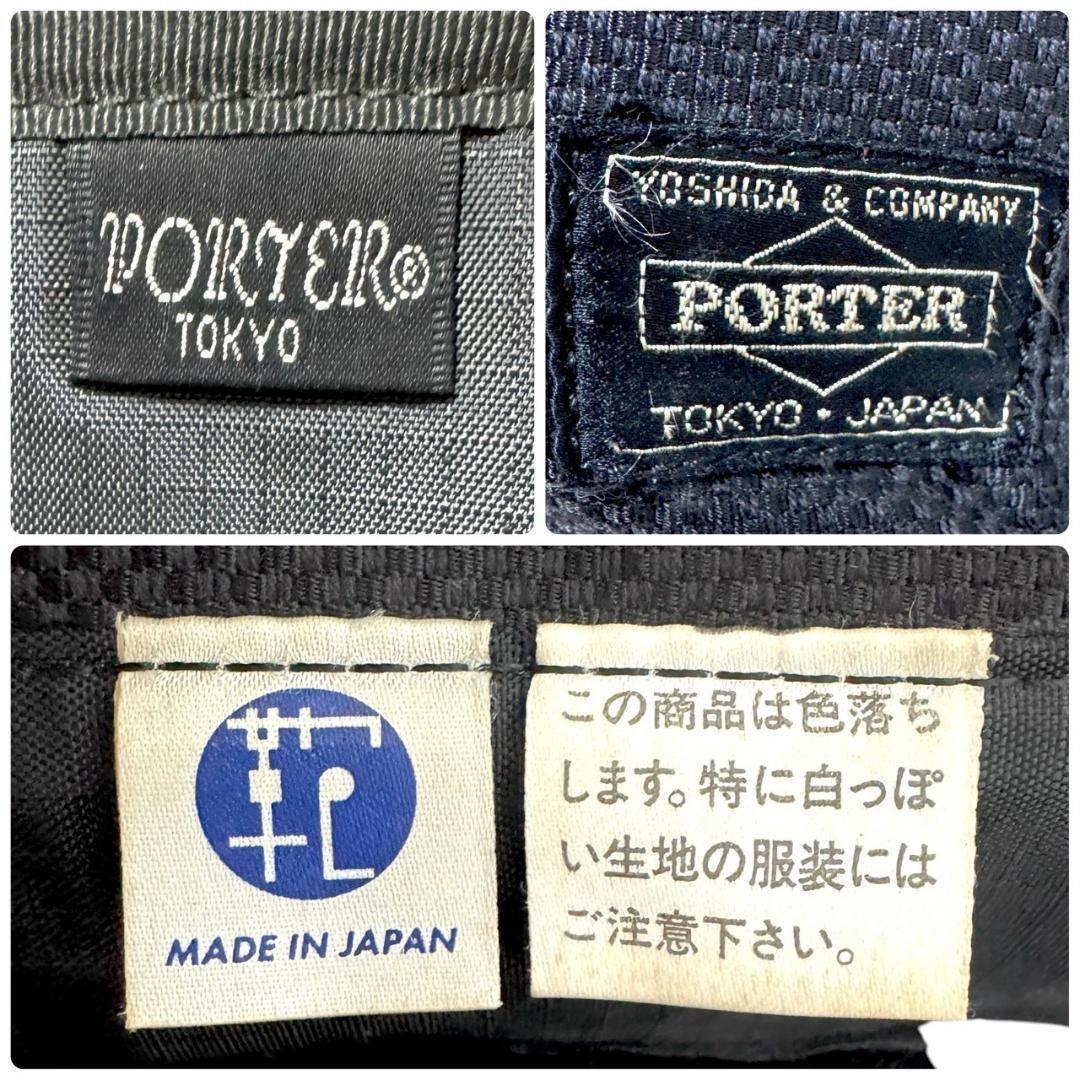 PORTER®
TOKYO
YOSHIDA & COMPANY
PORTER
TOKYO・JAPAN
鞄
MADE IN JAPAN
この商品は色落ち
します。特に白っぽ
い生地の服装には
ご注意下さい。